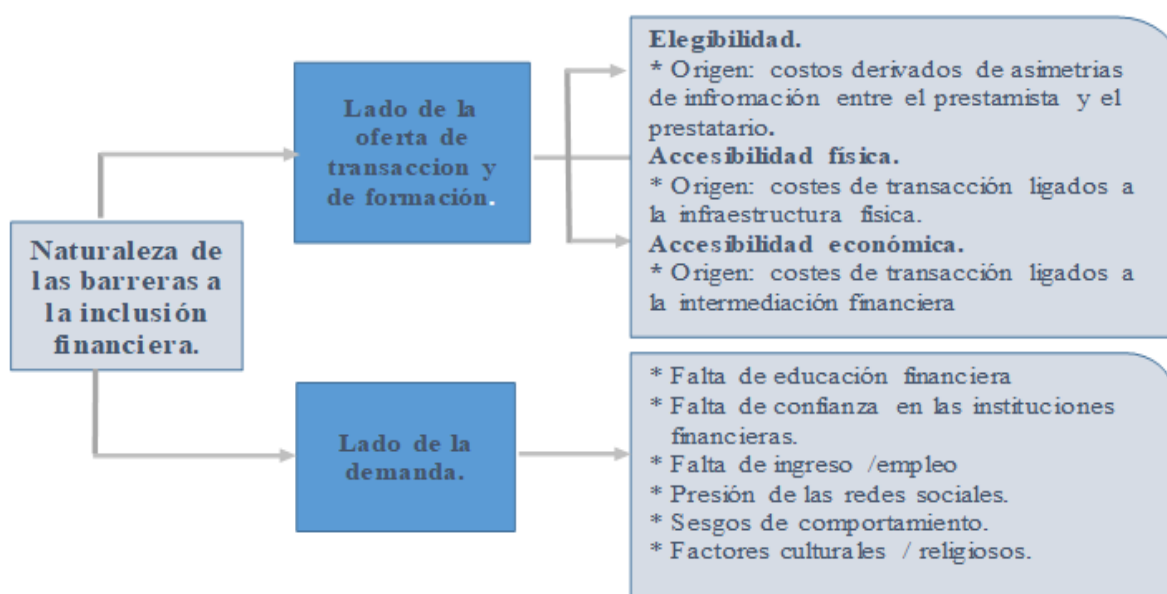 Naturaleza de
las barreras a
la inclusión
financiera.
Lado de la
oferta de
transaccion y
de formación.
Elegibilidad.
* Origen: costos derivados de asimetrias
de infromación entre el prestamista y el
prestatario.
Accesibilidad física.
* Origen: costes de transacción ligados a
la infraestructura física.
Accesibilidad económica.
* Origen: costes de transacción ligados a
la intermediación financiera
Lado de la
demanda.
* Falta de educación financiera
* Falta de confianza en las instituciones
financieras.
* Falta de ingreso /empleo
* Presión de las redes sociales.
* Sesgos de comportamiento.
* Factores culturales / religiosos.